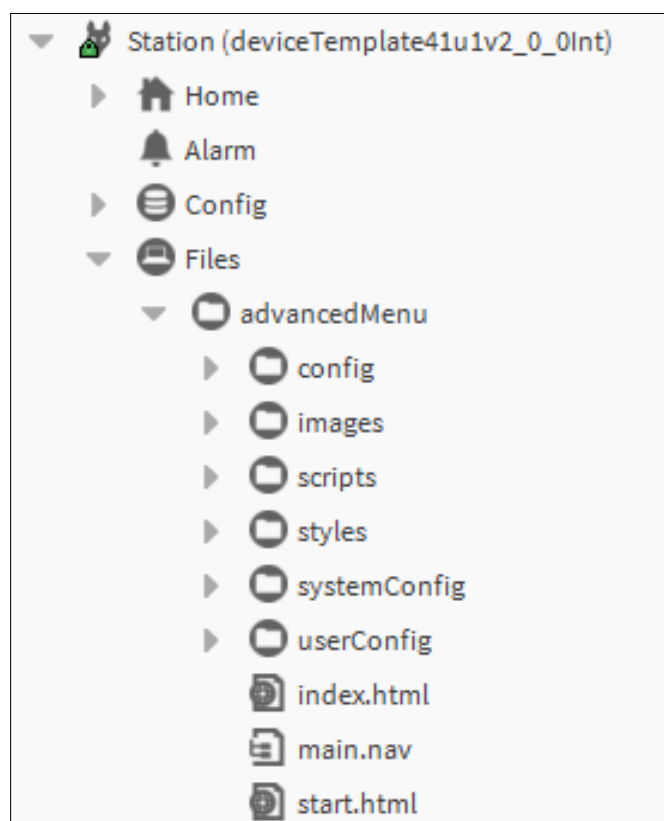 Station (deviceTemplate41u1v2_0_0Int)
Home
Alarm
Config
Files
advancedMenu
config
images
scripts
styles
systemConfig
userConfig
index.html
main.nav
start.html